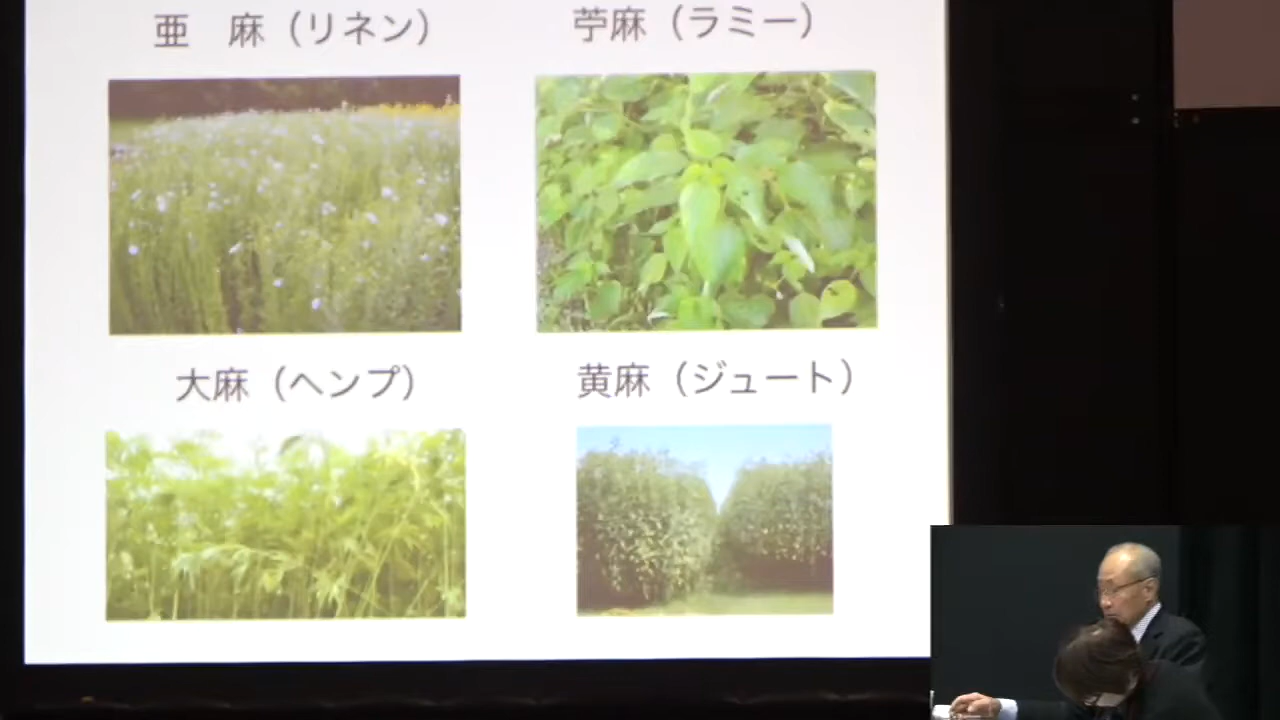 亜　麻（リネン）
苧麻（ラミー）
大麻（ヘンプ）
黄麻（ジュート）